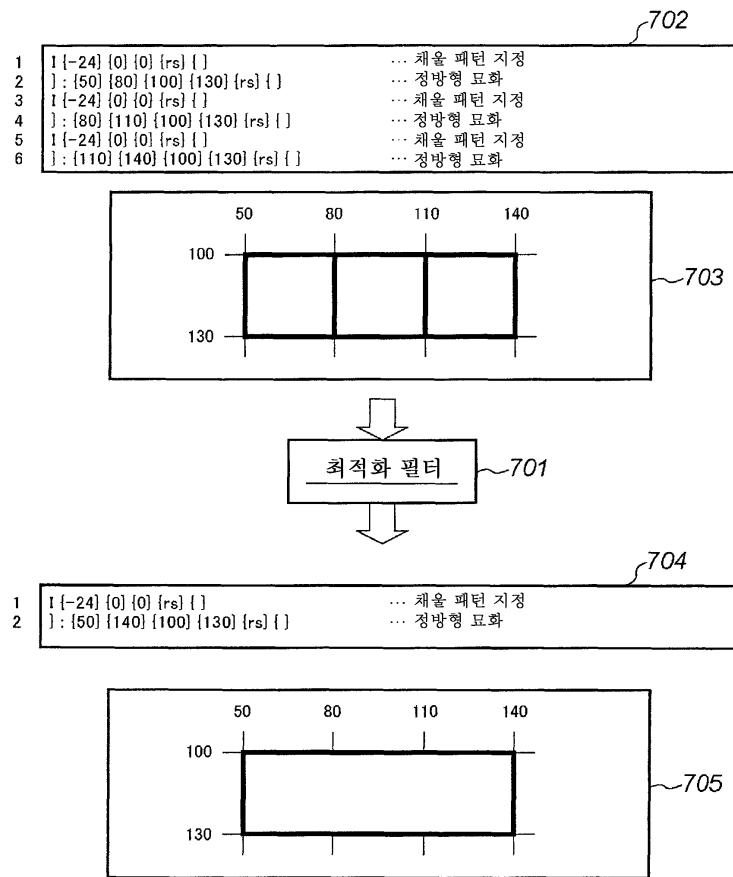 702
1 I {-24} {0} {0} {rs} { } … 채울 패턴 지정
2 } : {50} {80} {100} {130} {rs} { } … 정방형 묘화
3 I {-24} {0} {0} {rs} { } … 채울 패턴 지정
4 } : {80} {110} {100} {130} {rs} { } … 정방형 묘화
5 I {-24} {0} {0} {rs} { } … 채울 패턴 지정
6 } : {110} {140} {100} {130} {rs} { } … 정방형 묘화
50 80 110 140
100
703
130
최적화 필터 701
704
1 I {-24} {0} {0} {rs} { } … 채울 패턴 지정
2 } : {50} {140} {100} {130} {rs} { } … 정방형 묘화
50 80 110 140
100
705
130